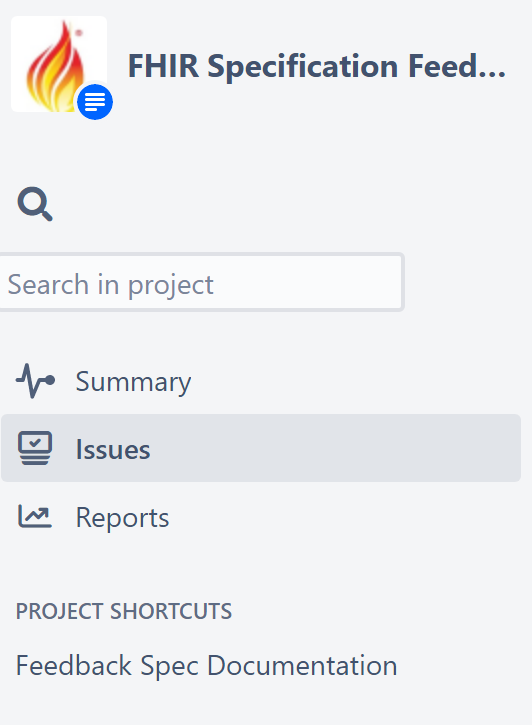 FHIR Specification Feed...
Search in project
Summary
Issues
Reports
PROJECT SHORTCUTS
Feedback Spec Documentation